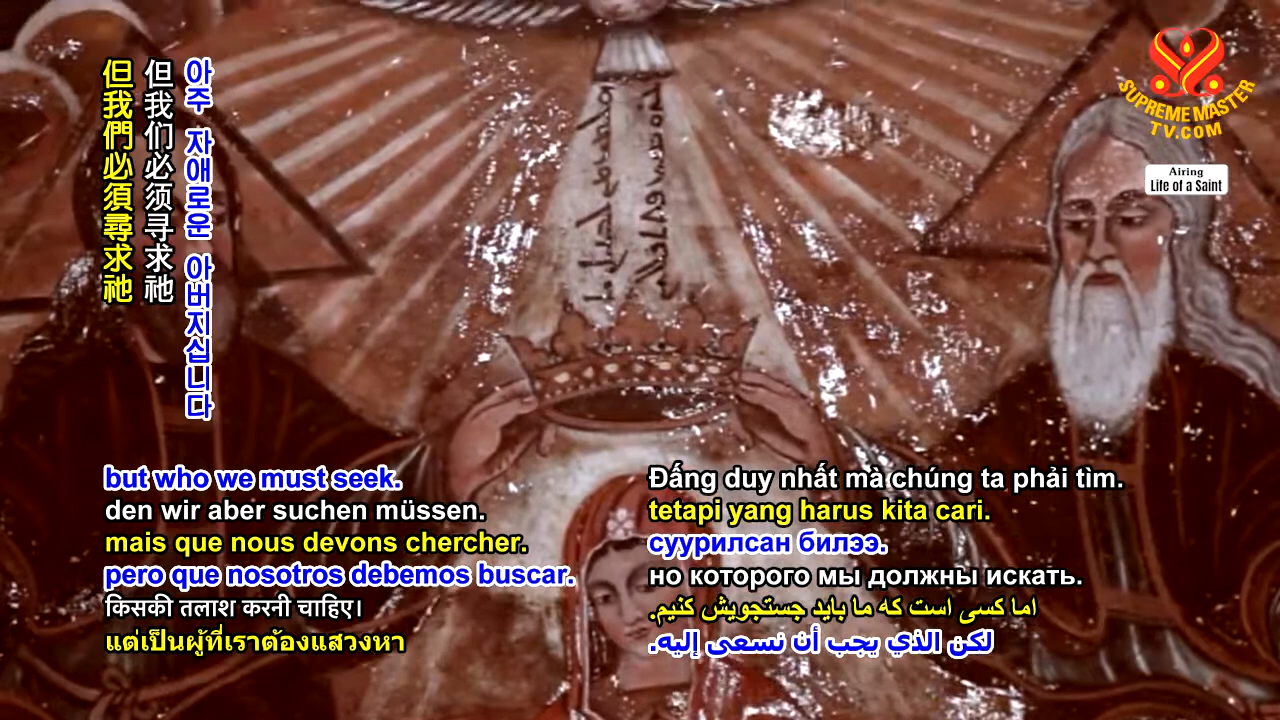 但我們必須尋求祂
但我们必须寻求祂
아주 자애로운 아버지십니다
SUPREME MASTER
TV.COM
Airing
Life of a Saint
but who we must seek.
den wir aber suchen müssen.
mais que nous devons chercher.
pero que nosotros debemos buscar.
किसकी तलाश करनी चाहिए।
แต่เป็นผู้ที่เราต้องแสวงหา
Đấng duy nhất mà chúng ta phải tìm.
tetapi yang harus kita cari.
суурилсан билээ.
но которого мы должны искать.
اما کسی است که ما باید جستجویش کنیم.
لكن الذي يجب أن نسعى إليه.